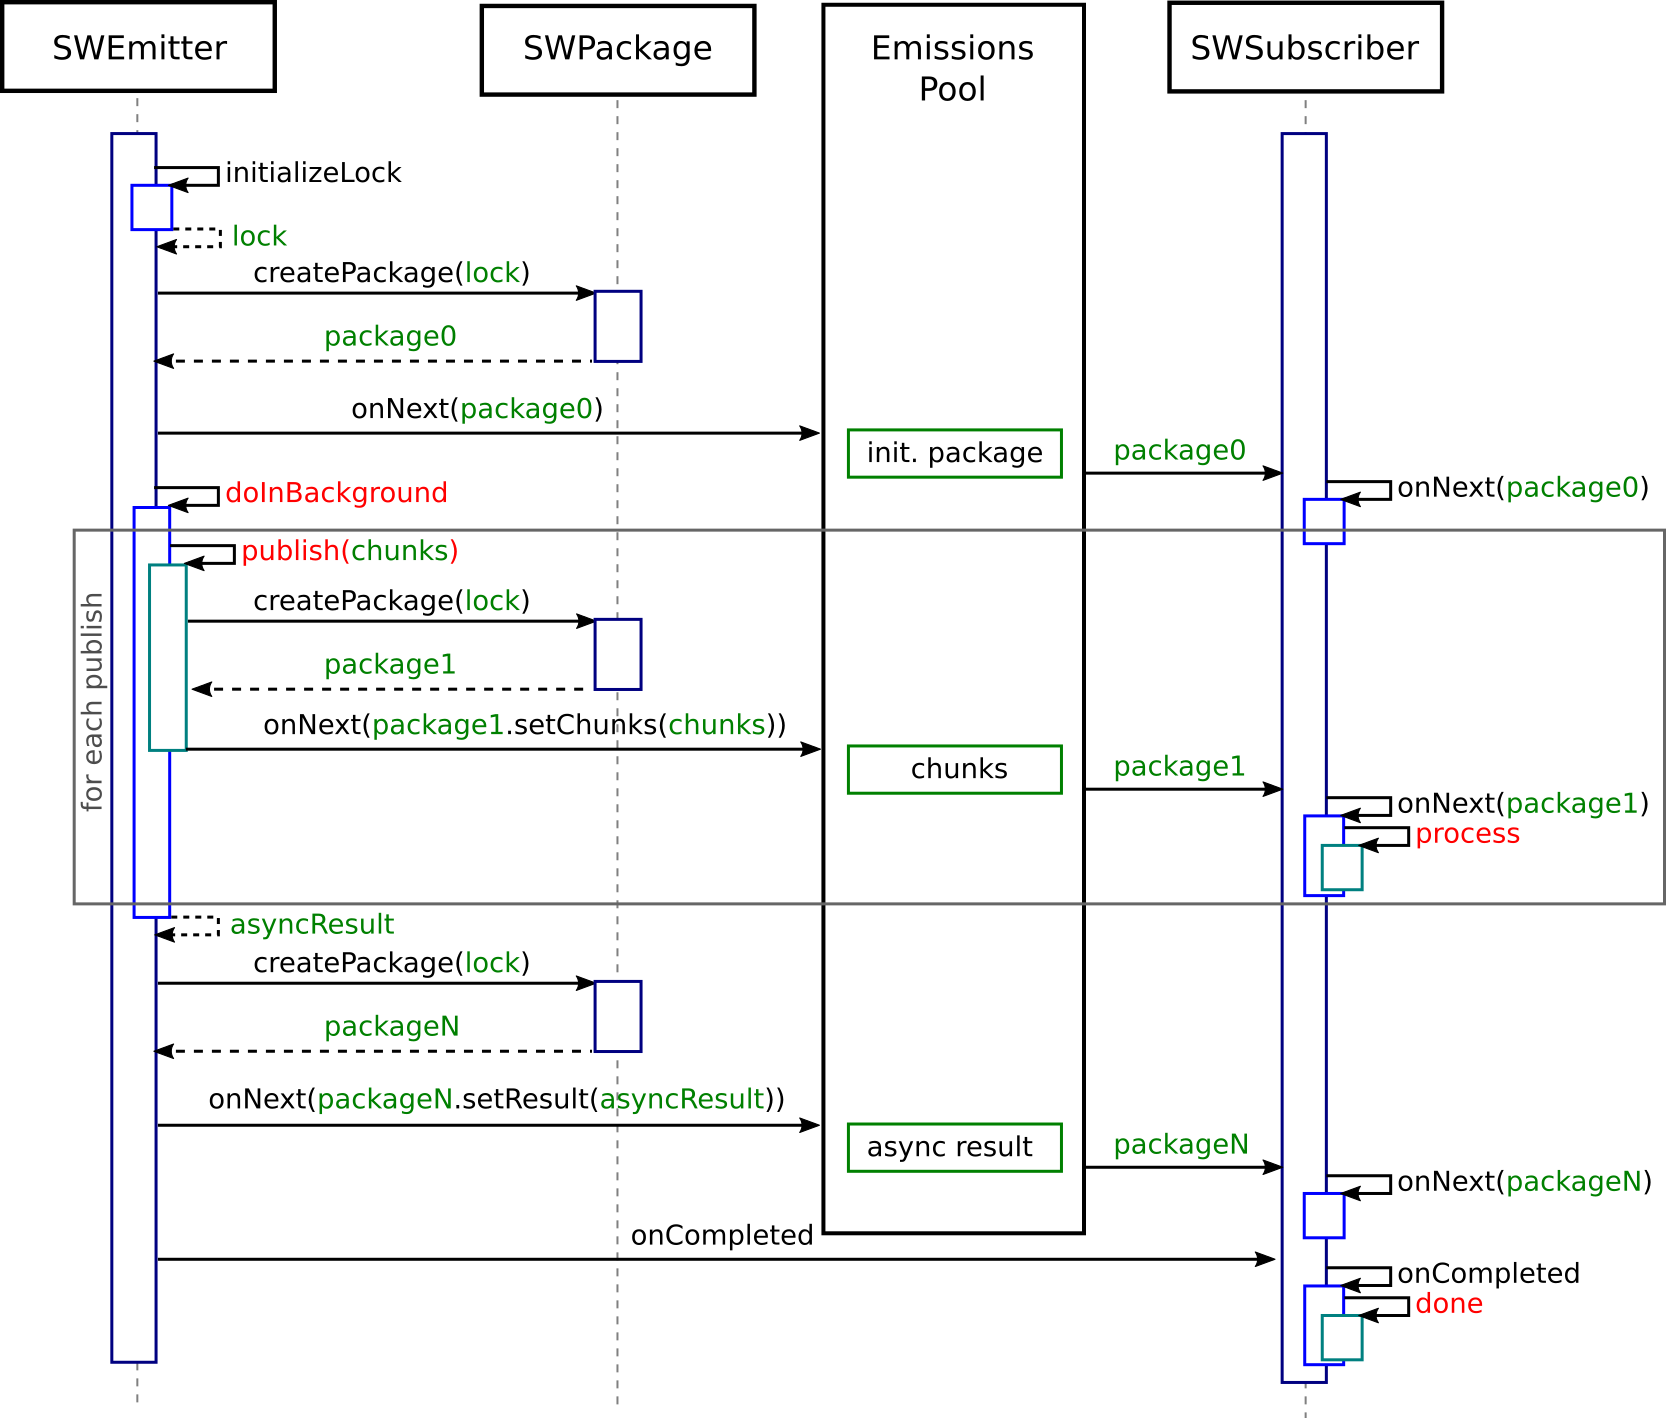 SWEmitter
SWPackage
Emissions
Pool
SWSubscriber
initializeLock
lock
createPackage(lock)
package0
onNext(package0)
init. package
package0
onNext(package0)
doInBackground
for each publish
publish(chunks)
createPackage(lock)
package1
onNext(package1.setChunks(chunks))
chunks
package1
onNext(package1)
process
asyncResult
createPackage(lock)
packageN
onNext(packageN.setResult(asyncResult))
async result
packageN
onNext(packageN)
onCompleted
onCompleted
done